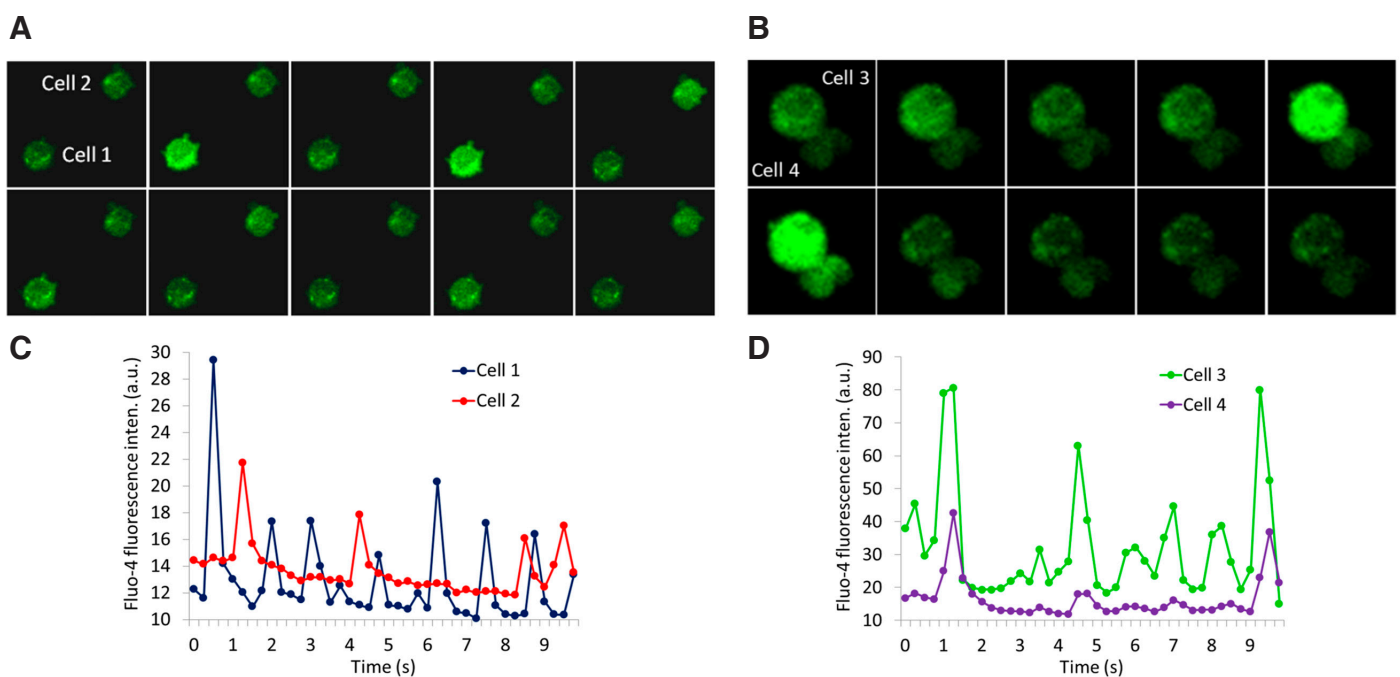 A
B
Cell 2
Cell 1
Cell 3
Cell 4
C
D
Fluo-4 fluorescence inten. (a.u.)
30
28
26
24
22
20
18
16
14
12
10
0 1 2 3 4 5 6 7 8 9
Time (s)
Cell 1
Cell 2
Fluo-4 fluorescence inten. (a.u.)
90
80
70
60
50
40
30
20
10
0 1 2 3 4 5 6 7 8 9
Time (s)
Cell 3
Cell 4